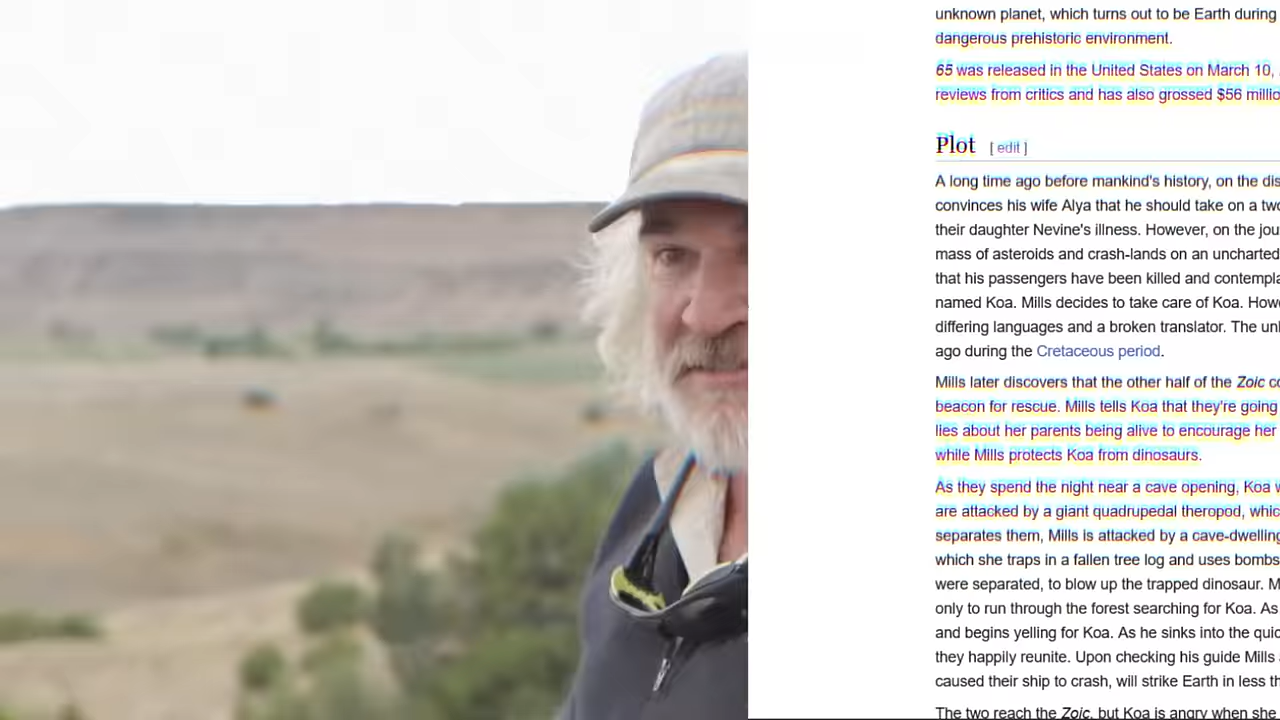 unknown planet, which turns out to be Earth during
dangerous prehistoric environment.
65 was released in the United States on March 10,
reviews from critics and has also grossed $56
Plot [ edit ]
A long time ago before mankind's history, on the
convinces his wife Alya that he should take on a
their daughter Nevine's illness. However, on the
mass of asteroids and crash-lands on an uncharted
that his passengers have been killed and
named Koa. Mills decides to take care of Koa.
differing languages and a broken translator. The
ago during the Cretaceous period.
Mills later discovers that the other half of the Zoic
beacon for rescue. Mills tells Koa that they're going
lies about her parents being alive to encourage her
while Mills protects Koa from dinosaurs.
As they spend the night near a cave opening, Koa
are attacked by a giant quadrupedal theropod,
separates them, Mills is attacked by a cave-dwelling
which she traps in a fallen tree log and uses bombs
were separated, to blow up the trapped dinosaur.
only to run through the forest searching for Koa. As
and begins yelling for Koa. As he sinks into the
they happily reunite. Upon checking his guide Mills
caused their ship to crash, will strike Earth in less
The two reach the Zoic, but Koa is angry when she